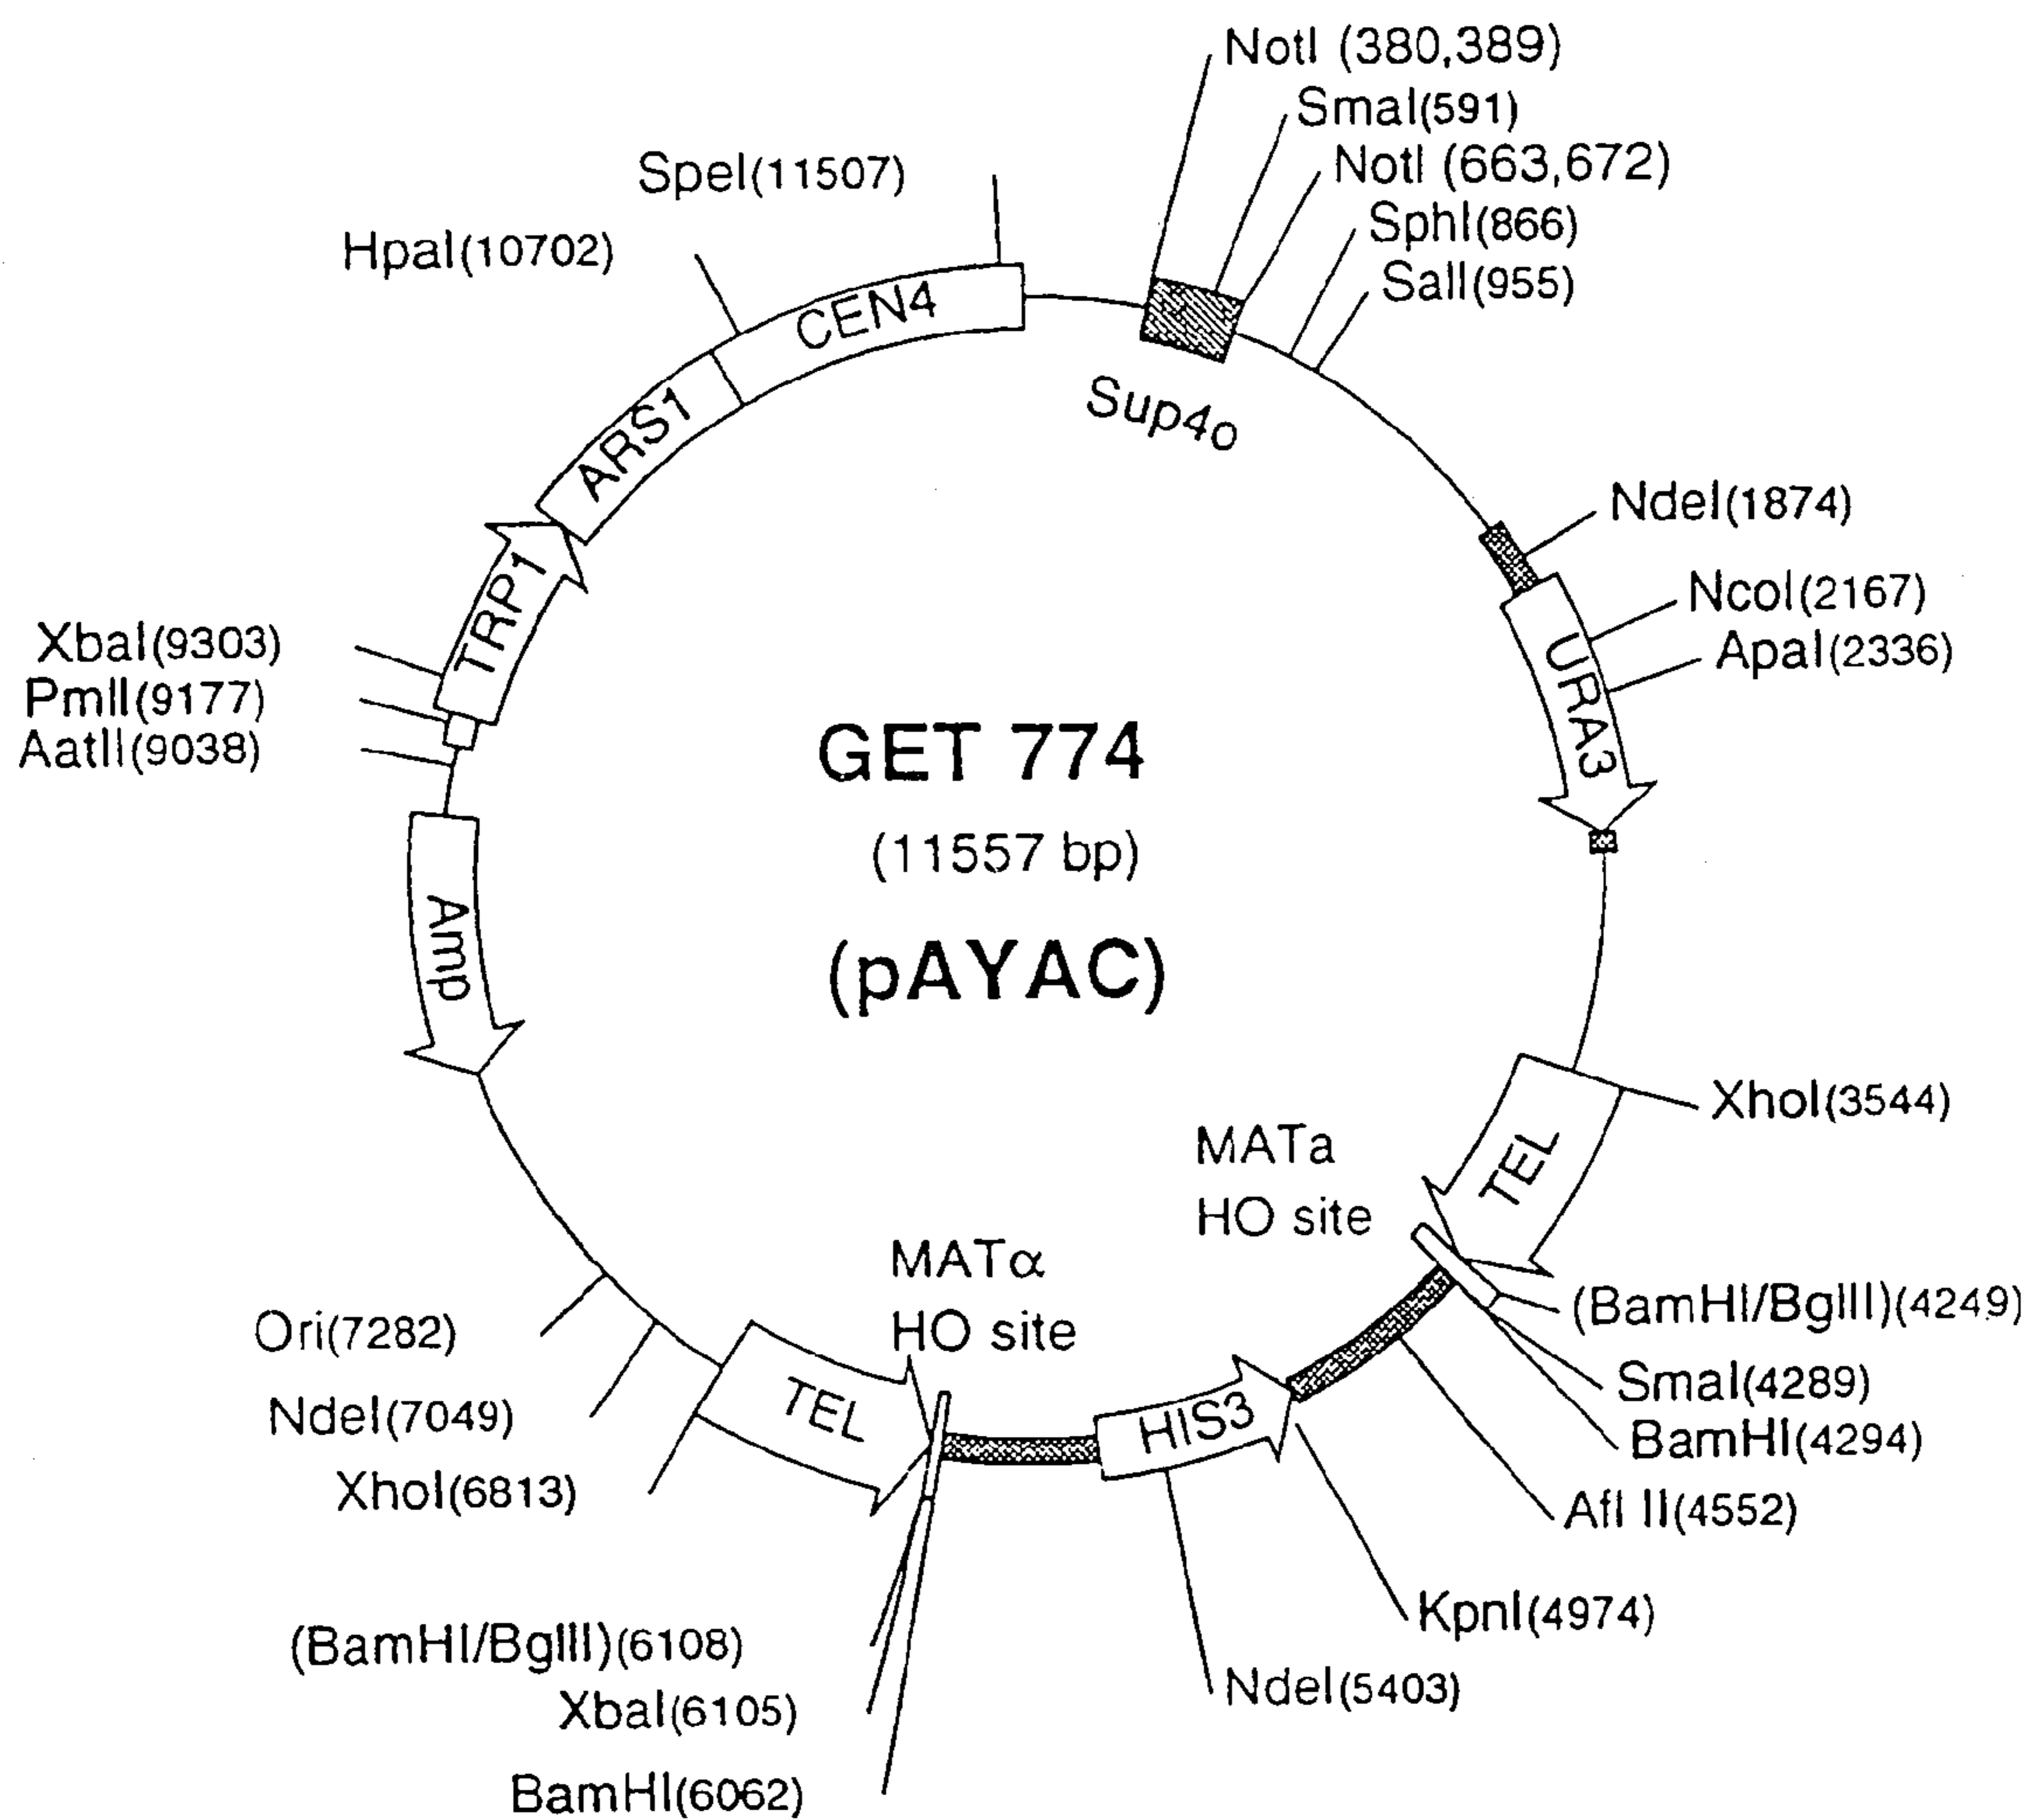 NotI (380,389)
SmaI(591)
NotI (663,672)
SphI(866)
SalI(955)
SpeI(11507)
HpaI(10702)
CEN4
ARS1
Sup4o
TRP1
NdeI(1874)
NcoI(2167)
ApaI(2336)
URA3
XbaI(9303)
PmlI(9177)
AatII(9038)
GET 774
(11557 bp)
(pAYAC)
Amp
XhoI(3544)
TEL
MATa
HO site
MATα
HO site
(BamHI/BglII)(4249)
SmaI(4289)
BamHI(4294)
Afl II(4552)
Ori(7282)
NdeI(7049)
XhoI(6813)
TEL
HIS3
KpnI(4974)
NdeI(5403)
(BamHI/BglII)(6108)
XbaI(6105)
BamHI(6062)